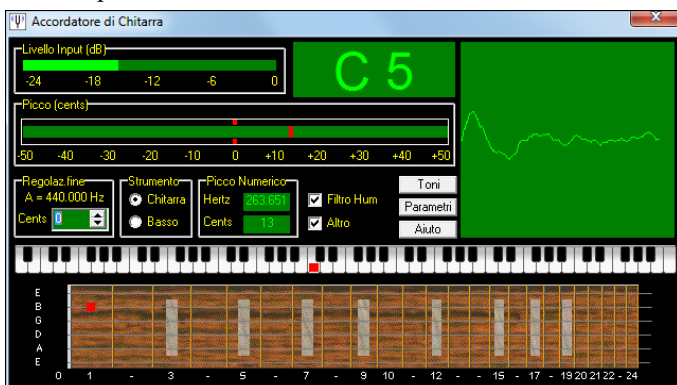 Accordatore di Chitarra
Livello Input (dB)
-24 -18 -12 -6 0
C 5
Picco (cents)
-50 -40 -30 -20 -10 0 +10 +20 +30 +40 +50
Regolaz.fine
A = 440.000 Hz
Cents 0
Strumento
Chitarra
Basso
Picco Numerico
Hertz 263.651
Cents 13
Filtro Hum
Altro
Toni
Parametri
Aiuto
E
B
G
D
A
E
0 1 - 3 - 5 - 7 - 9 10 - 12 - - 15 - 17 - 19 20 21 22 - 24